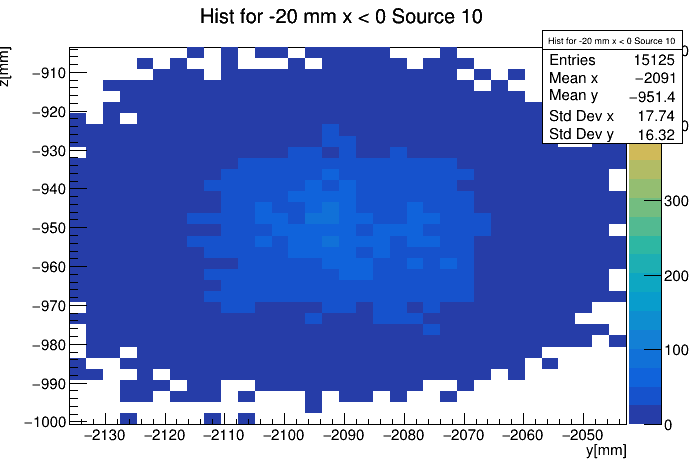 Hist for -20 mm x < 0 Source 10
z[mm]
Hist for -20 mm x < 0 Source 10
Entries 15125
Mean x −2091
Mean y −951.4
Std Dev x 17.74
Std Dev y 16.32
−910
−920
−930
−940
−950
−960
−970
−980
−990
−1000
−2130 −2120 −2110 −2100 −2090 −2080 −2070 −2060 −2050
y[mm]
300
200
100
0